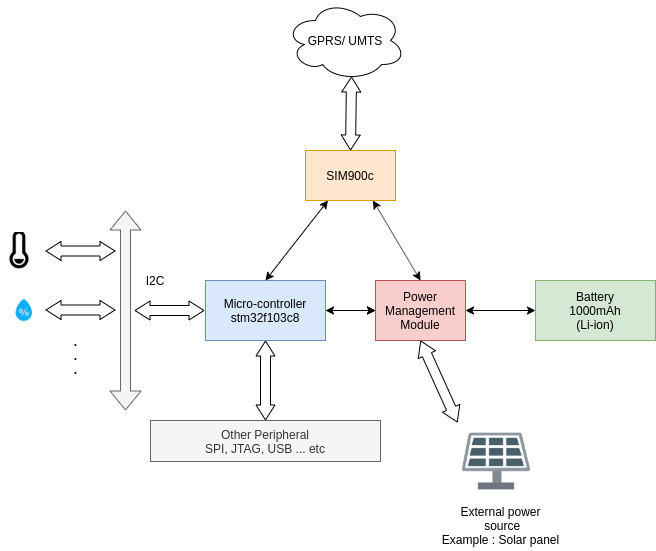 GPRS/ UMTS
SIM900c
I2C
Micro-controller
stm32f103c8
Power
Management
Module
Battery
1000mAh
(Li-ion)
%
Other Peripheral
SPI, JTAG, USB ... etc
External power
source
Example : Solar panel